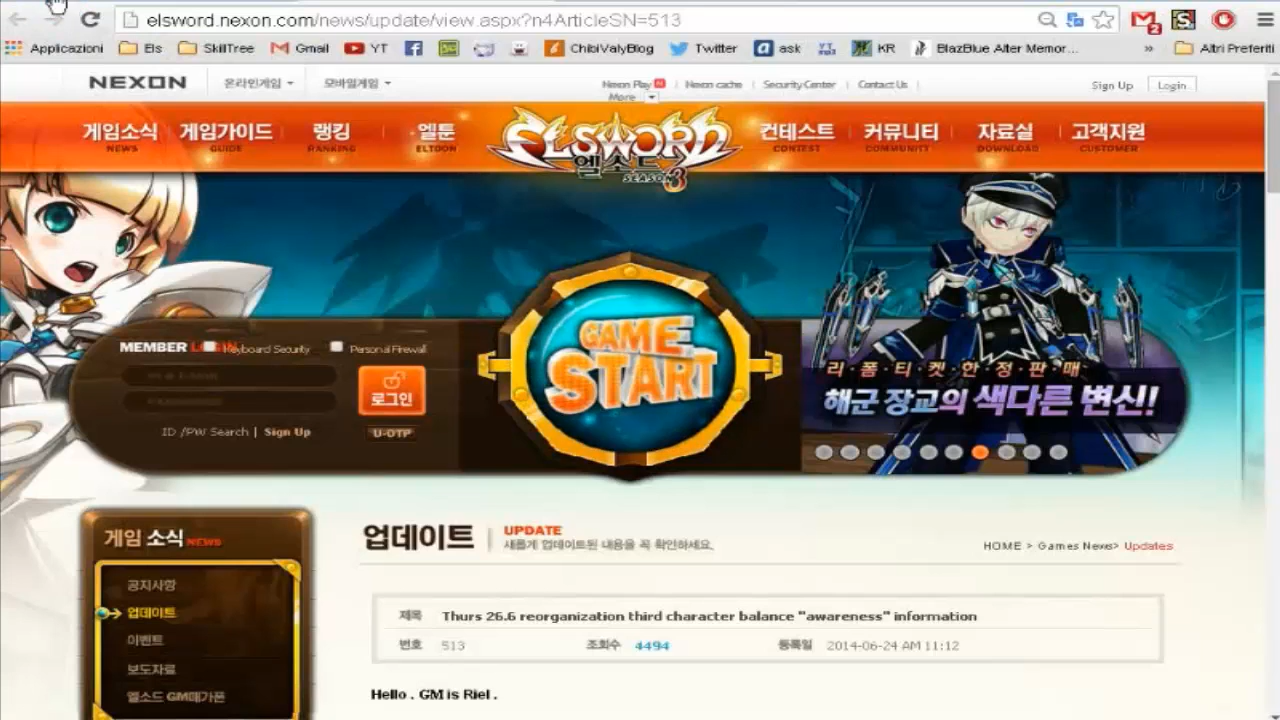 elsword.nexon.com/news/update/view.aspx?n4ArticleSN=513
2
Applicazioni Els SkillTree Gmail YT ChibiValyBlog Twitter ask KR BlazBlue Alter Memor... » Altri Preferiti
NEXON 온라인게임 모바일게임 Nexon Play Nexon cache Security Center Contact Us Sign Up Login
More
게임소식 게임가이드 랭킹 엘툰 ELSWORD 컨테스트 커뮤니티 자료실 고객지원
NEWS GUIDE RANKING ELTOON 엘소드 CONTEST COMMUNITY DOWNLOAD CUSTOMER
SEASON 3
MEMBER Keyboard Security Personal Firewall
GAME START
로그인
ID /PW Search | Sign Up U-OTP
리·폼·티·켓·한·정·판·매
해군 장교의 색다른 변신!
게임 소식 NEWS
공지사항
업데이트
이벤트
보도자료
엘소드 GM메가폰
업데이트 UPDATE
새롭게 업데이트된 내용을 꼭 확인하세요.
HOME > Games News> Updates
제목 Thurs 26.6 reorganization third character balance "awareness" information
번호 513 조회수 4494 등록일 2014-06-24 AM 11:12
Hello . GM is Riel .